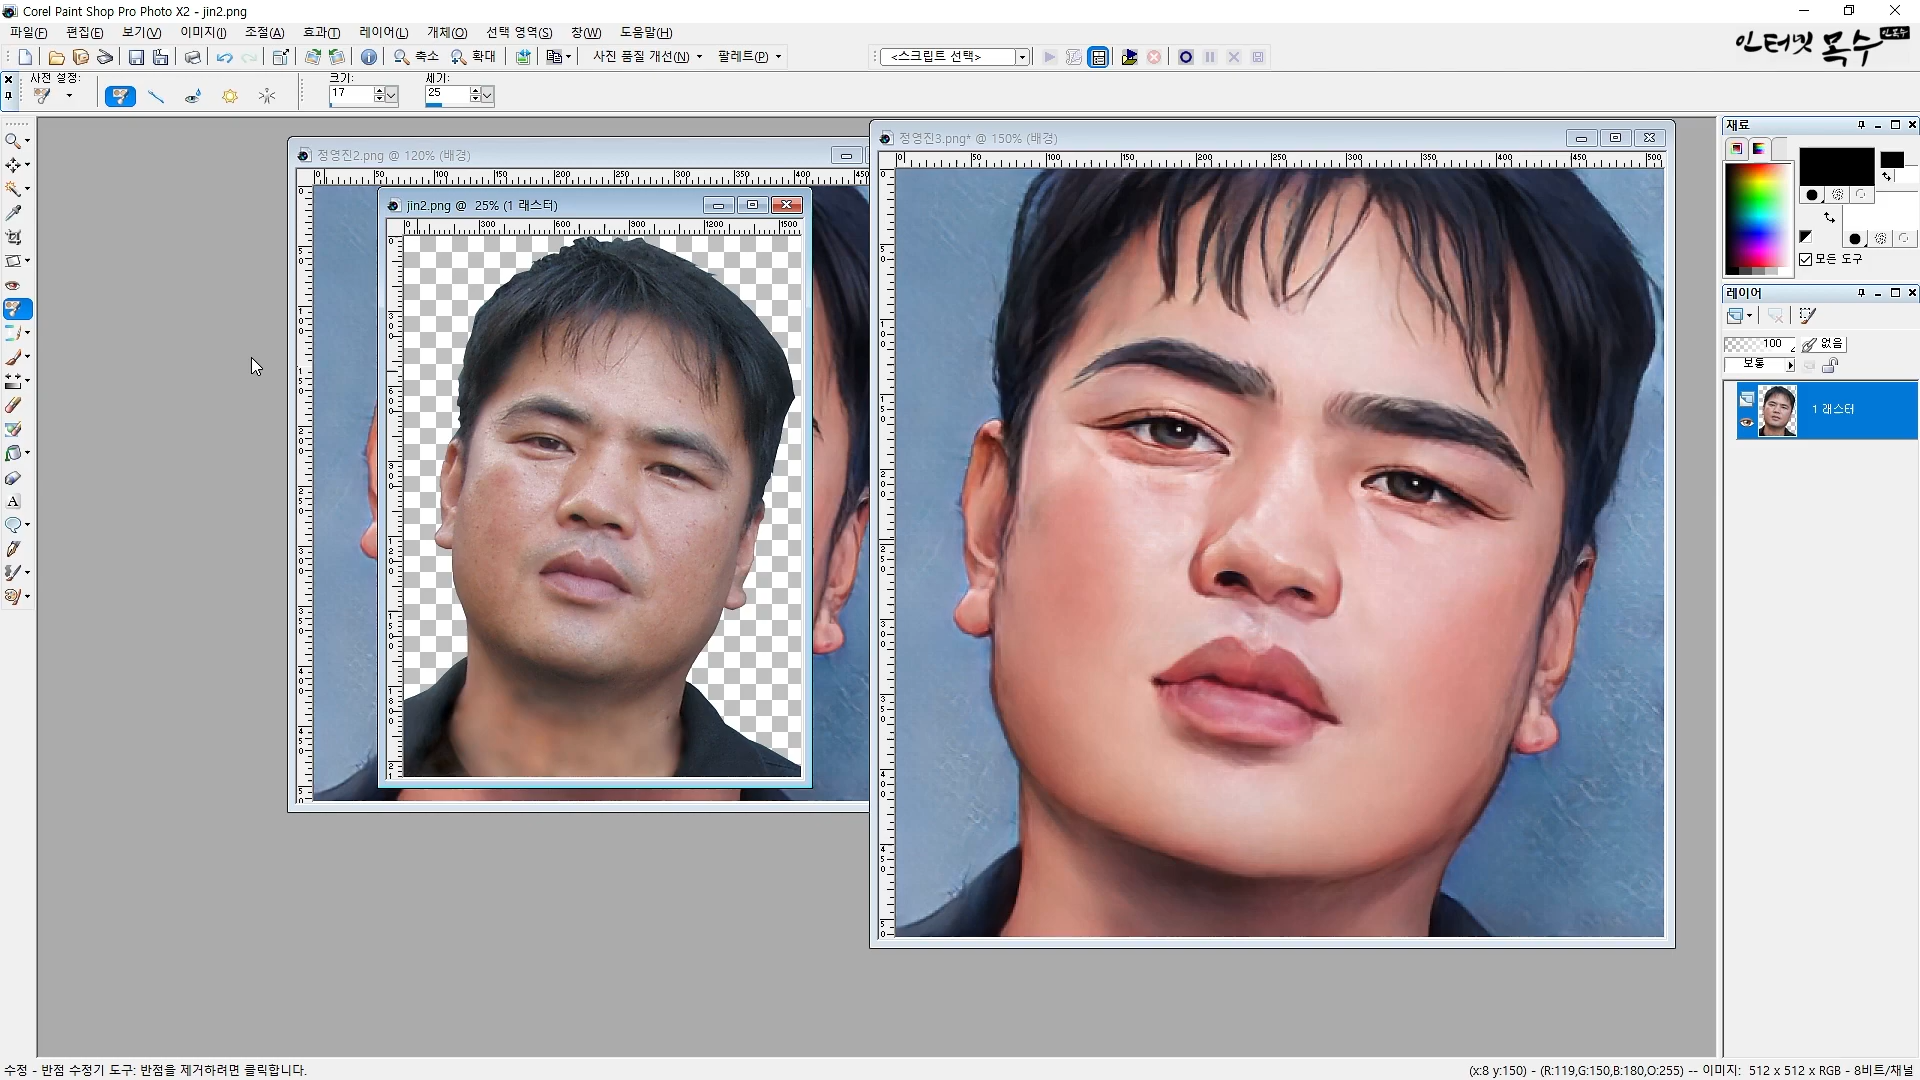 Corel Paint Shop Pro Photo X2 - jin2.png
파일(F) 편집(E) 보기(V) 이미지(I) 조절(A) 효과(T) 레이어(L) 개체(O) 선택 영역(S) 창(W) 도움말(H)
인터넷 목수
축소 확대 사진 품질 개선(N) 팔레트(P) <스크립트 선택>
사전 설정: 크기: 세기:
17 25
정영진2.png @ 120% (배경)
정영진3.png* @ 150% (배경)
jin2.png @ 25% (1 래스터)
재료
모든 도구
레이어
100 없음
보통
1 래스터
수정 - 반점 수정기 도구: 반점을 제거하려면 클릭합니다.
(x:8 y:150) - (R:119,G:150,B:180,O:255) -- 이미지: 512 x 512 x RGB - 8비트/채널